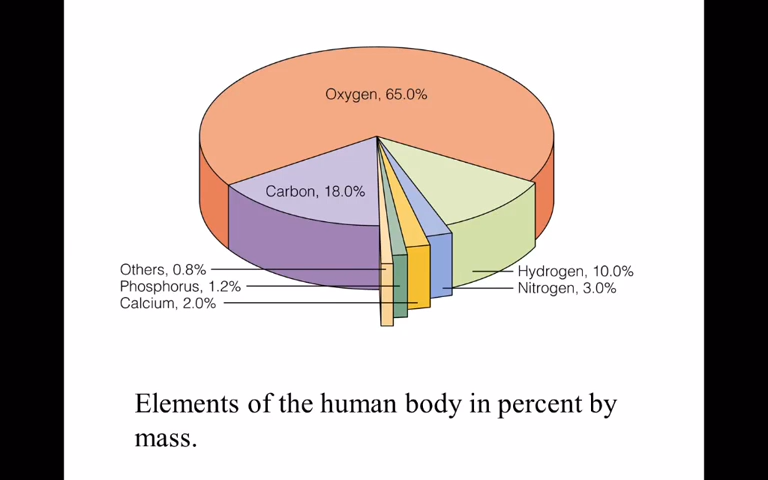 Oxygen, 65.0%
Carbon, 18.0%
Others, 0.8%
Phosphorus, 1.2%
Calcium, 2.0%
Hydrogen, 10.0%
Nitrogen, 3.0%
Elements of the human body in percent by
mass.